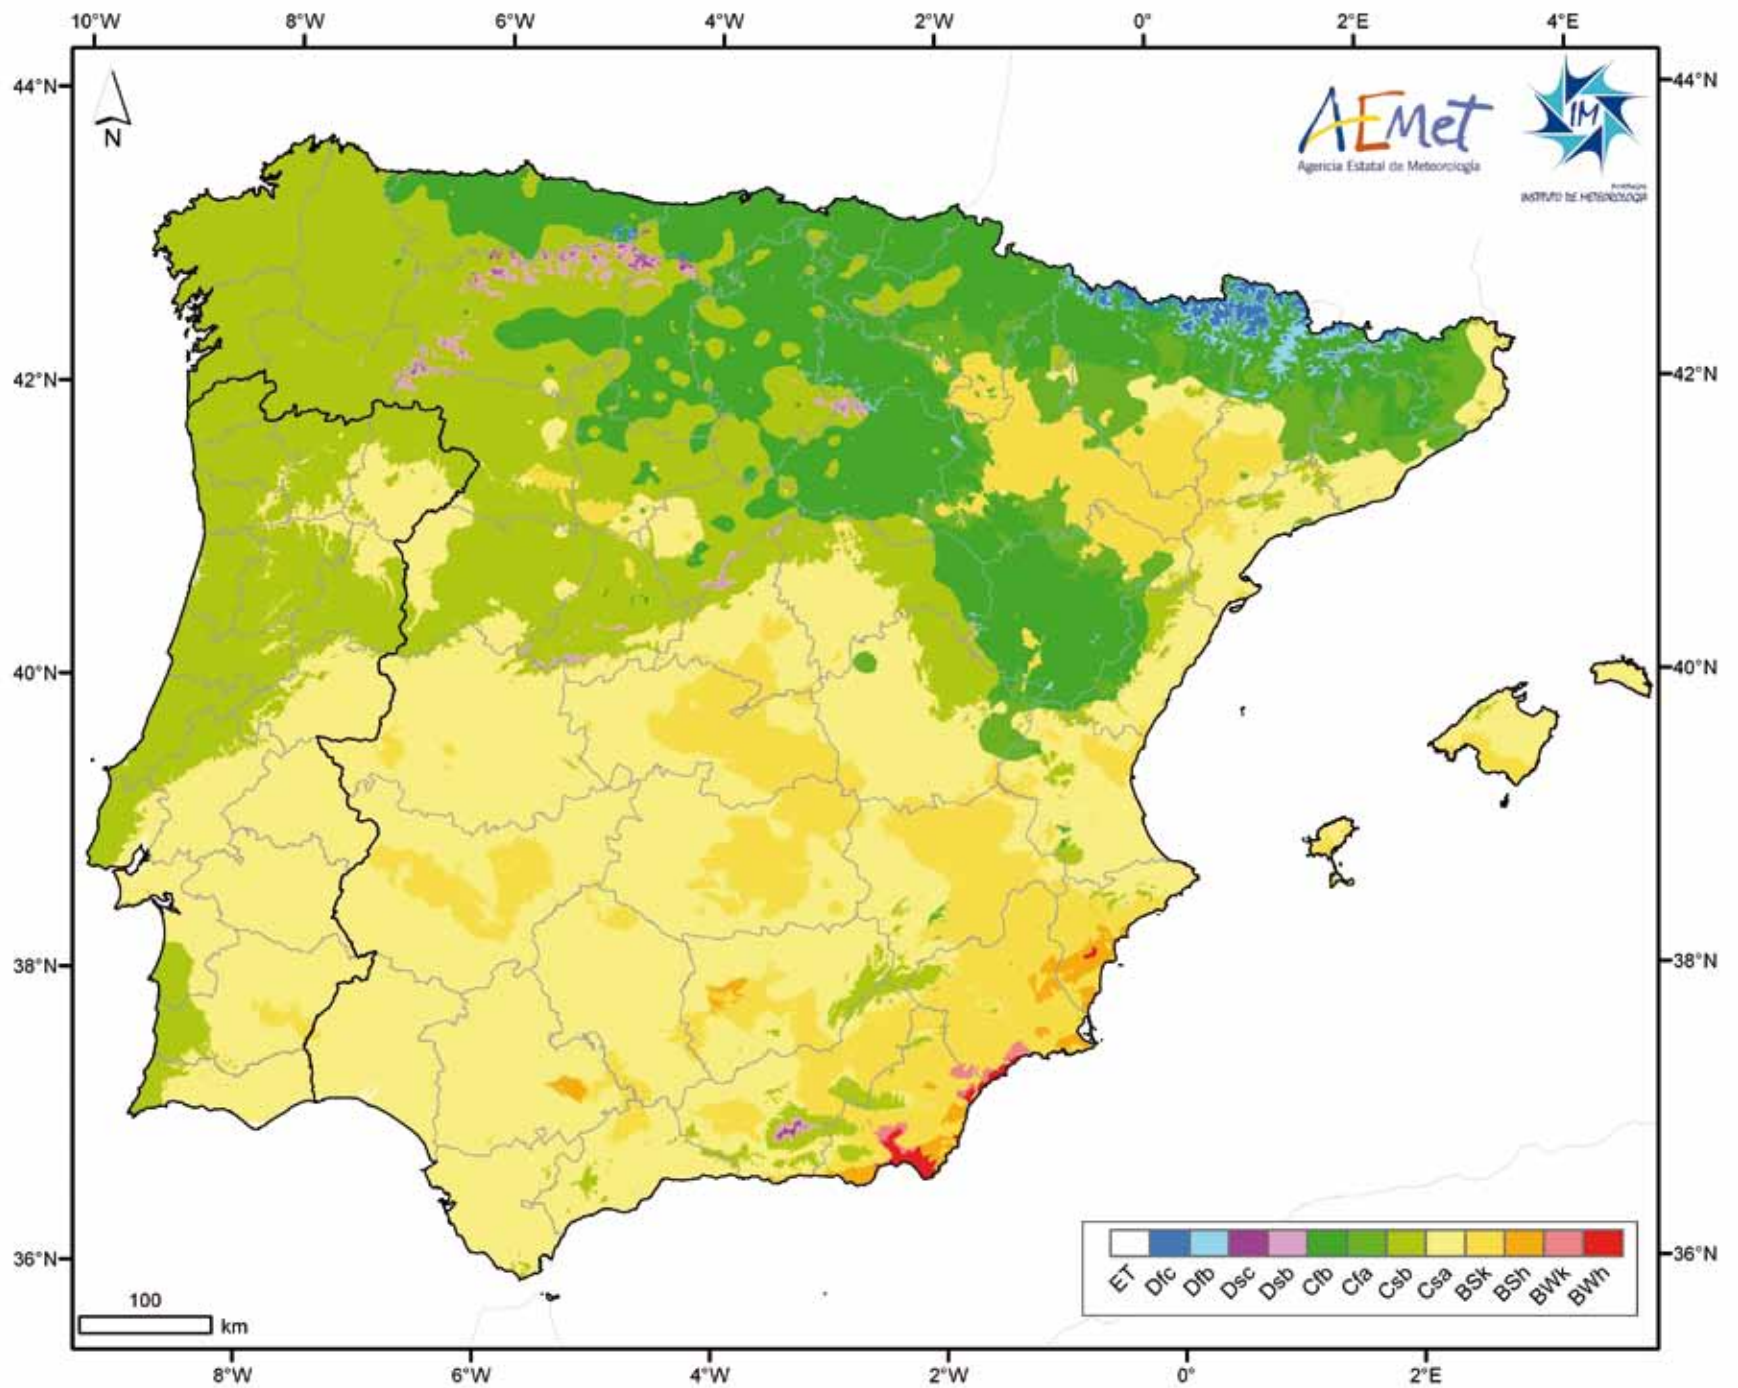 10°W 8°W 6°W 4°W 2°W 0° 2°E 4°E
44°N 44°N
N
AEMet
Agencia Estatal de Meteorología
IM
INSTITUTO DE METEOROLOGIA
42°N 42°N
40°N 40°N
38°N 38°N
36°N 36°N
ET Dfc Dfb Dsc Dsb Cfb Cfa Csb Csa BSk BSh BWk BWh
100
km
8°W 6°W 4°W 2°W 0° 2°E